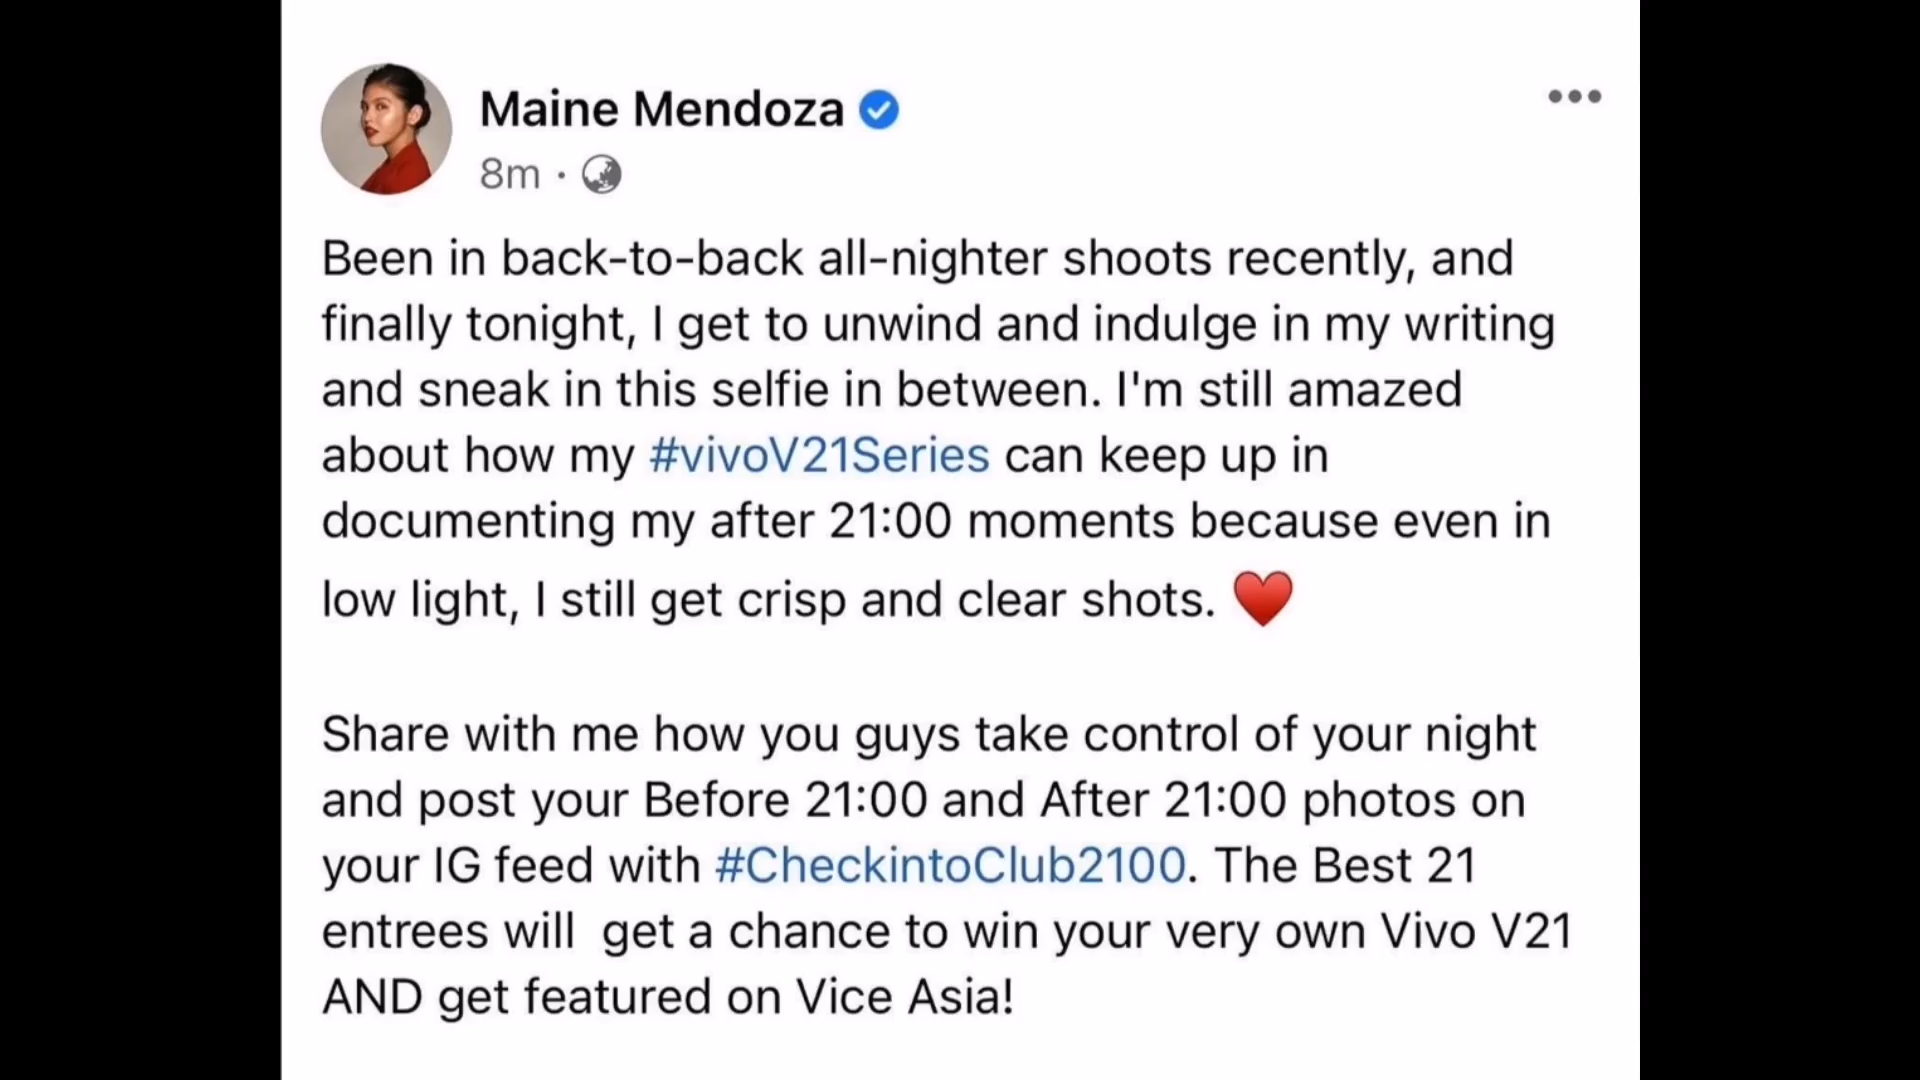 Maine Mendoza
8m ·
Been in back-to-back all-nighter shoots recently, and
finally tonight, I get to unwind and indulge in my writing
and sneak in this selfie in between. I'm still amazed
about how my #vivoV21Series can keep up in
documenting my after 21:00 moments because even in
low light, I still get crisp and clear shots. ❤️
Share with me how you guys take control of your night
and post your Before 21:00 and After 21:00 photos on
your IG feed with #CheckintoClub2100. The Best 21
entrees will  get a chance to win your very own Vivo V21
AND get featured on Vice Asia!